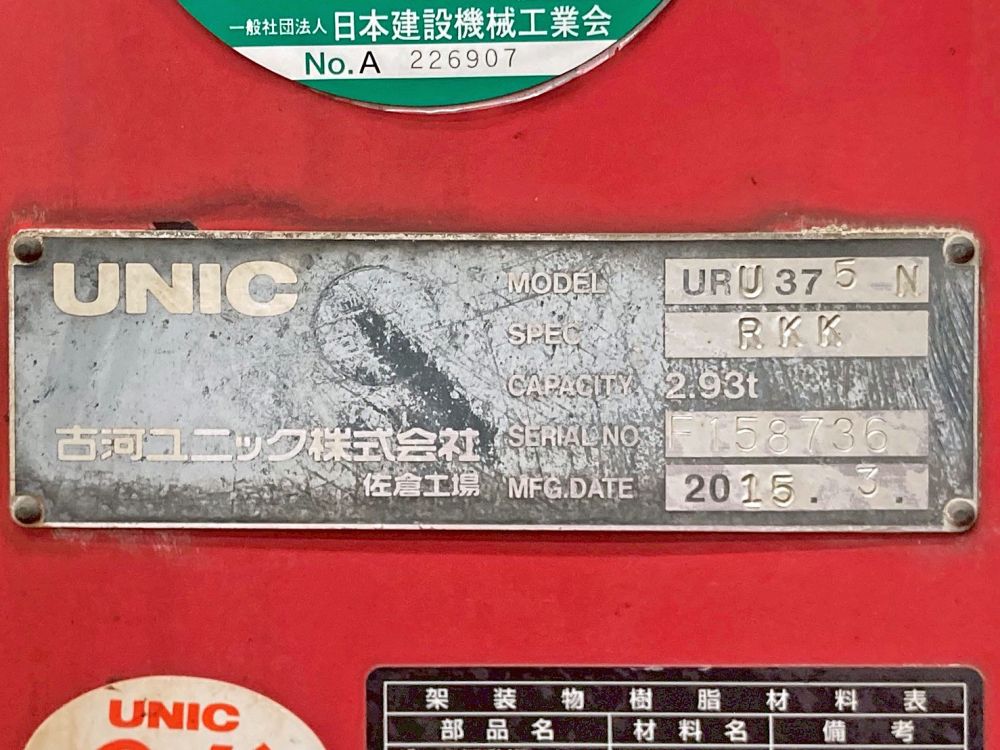 一般社団法人 日本建設機械工業会
No.A 226907
UNIC
MODEL URU375N
SPEC RKK
CAPACITY 2.93t
古河ユニック株式会社 SERIAL NO F158736
佐倉工場 MFG.DATE 2015.3.
UNIC
架装物樹脂材料表
部品名 材料名 備考